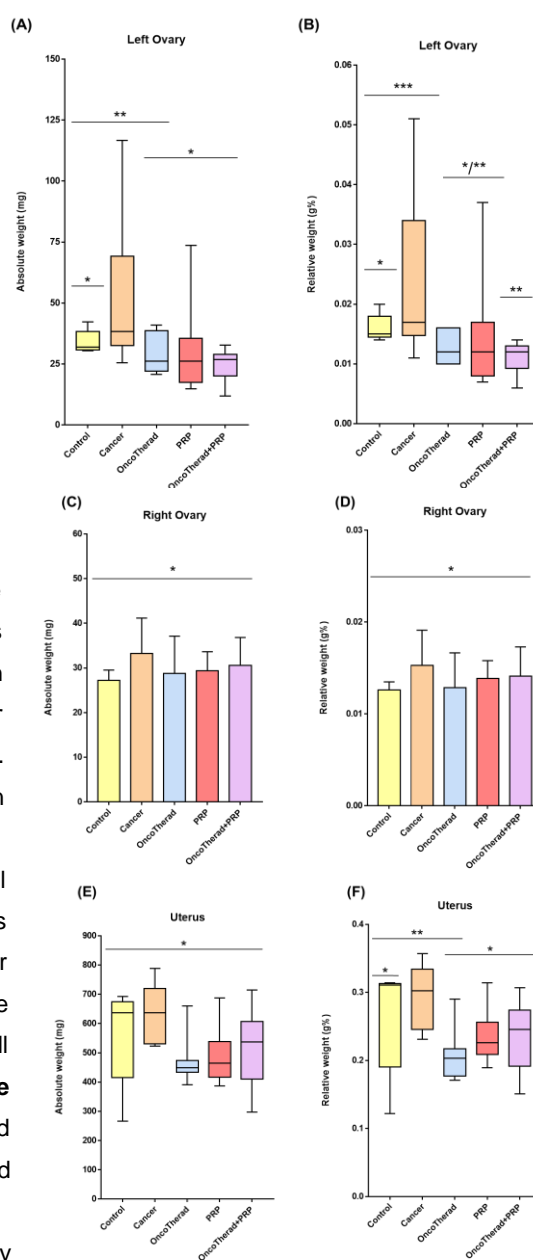 (A)
Left Ovary
Absolute weight (mg)
150
125
100
75
50
25
0
**
*
*
Control
Cancer
OncoTherad
PRP
OncoTherad+PRP
(B)
Left Ovary
Relative weight (g%)
0.06
0.05
0.04
0.03
0.02
0.01
0.00
***
*/**
*
**
Control
Cancer
OncoTherad
PRP
OncoTherad+PRP
(C)
Right Ovary
Absolute weight (mg)
60
50
40
30
20
10
0
*
Control
Cancer
OncoTherad
PRP
OncoTherad+PRP
(D)
Right Ovary
Relative weight (g%)
0.03
0.02
0.01
0.00
*
Control
Cancer
OncoTherad
PRP
OncoTherad+PRP
(E)
Uterus
Absolute weight (mg)
900
800
700
600
500
400
300
200
100
0
*
Control
Cancer
OncoTherad
PRP
OncoTherad+PRP
(F)
Uterus
Relative weight (g%)
0.4
0.3
0.2
0.1
0.0
**
*
*
Control
Cancer
OncoTherad
PRP
OncoTherad+PRP